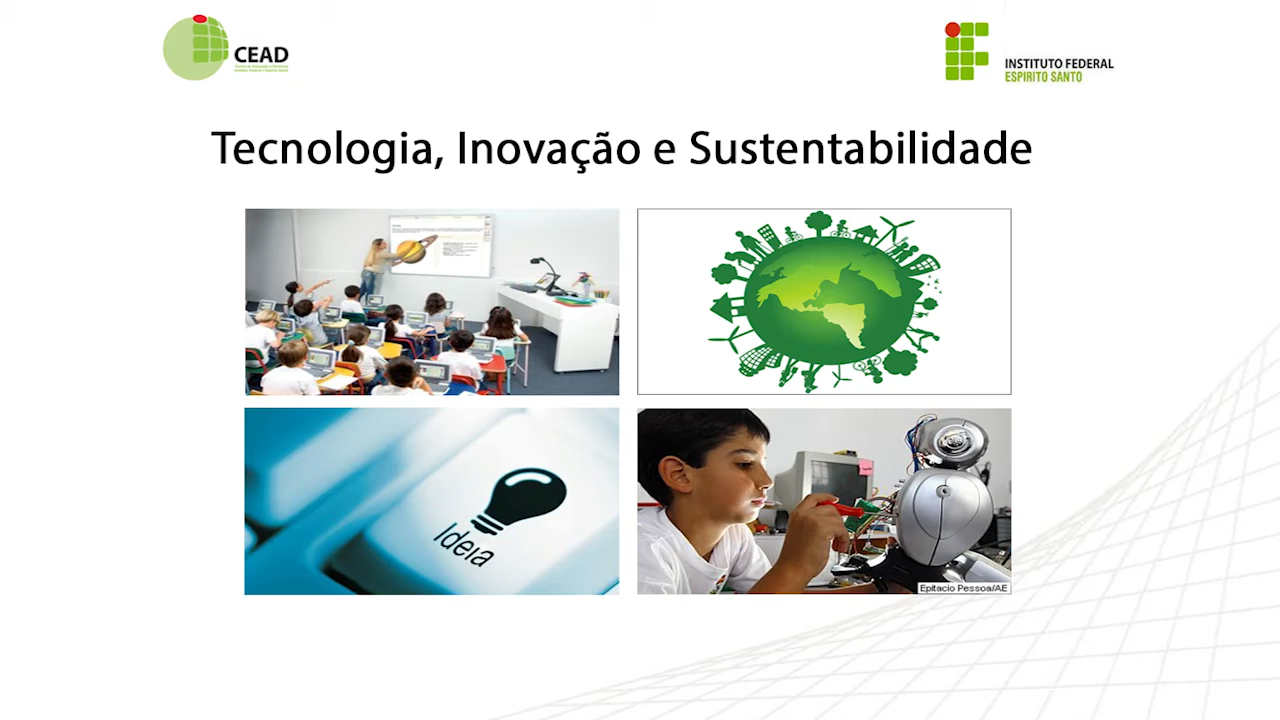 CEAD
INSTITUTO FEDERAL
ESPÍRITO SANTO
Tecnologia, Inovação e Sustentabilidade
Ideia
Epitacio Pessoa/AE